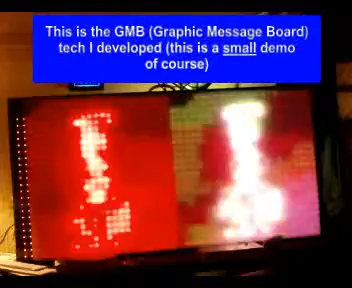 This is the GMB (Graphic Message Board)
tech I developed (this is a small demo
of course)